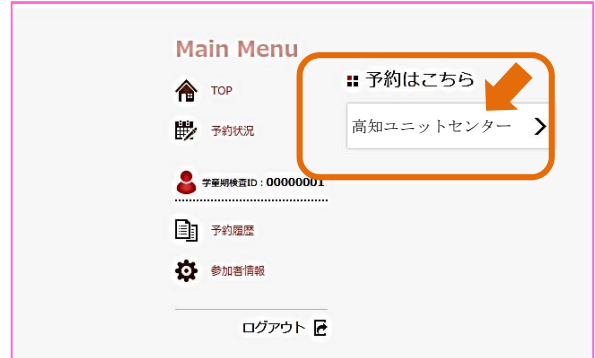 Main Menu
TOP
予約状況
学童期検査ID：00000001
予約履歴
参加者情報
ログアウト
予約はこちら
高知ユニットセンター